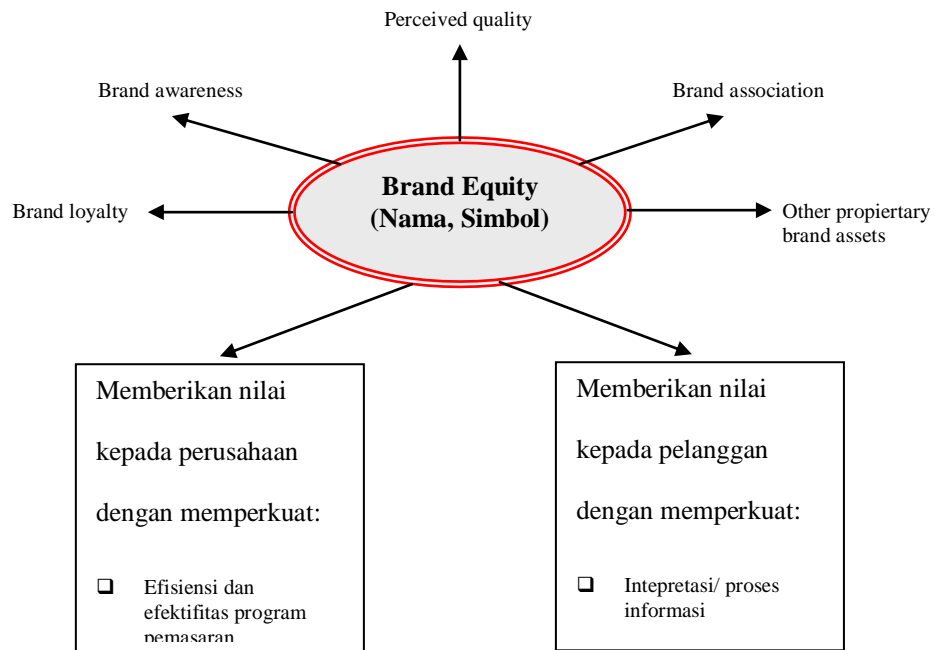 Perceived quality
Brand awareness
Brand association
Brand Equity
(Nama, Simbol)
Brand loyalty
Other propiertary
brand assets
Memberikan nilai
kepada perusahaan
dengan memperkuat:
❑ Efisiensi dan
efektifitas program
pemasaran
Memberikan nilai
kepada pelanggan
dengan memperkuat:
❑ Intepretasi/ proses
informasi